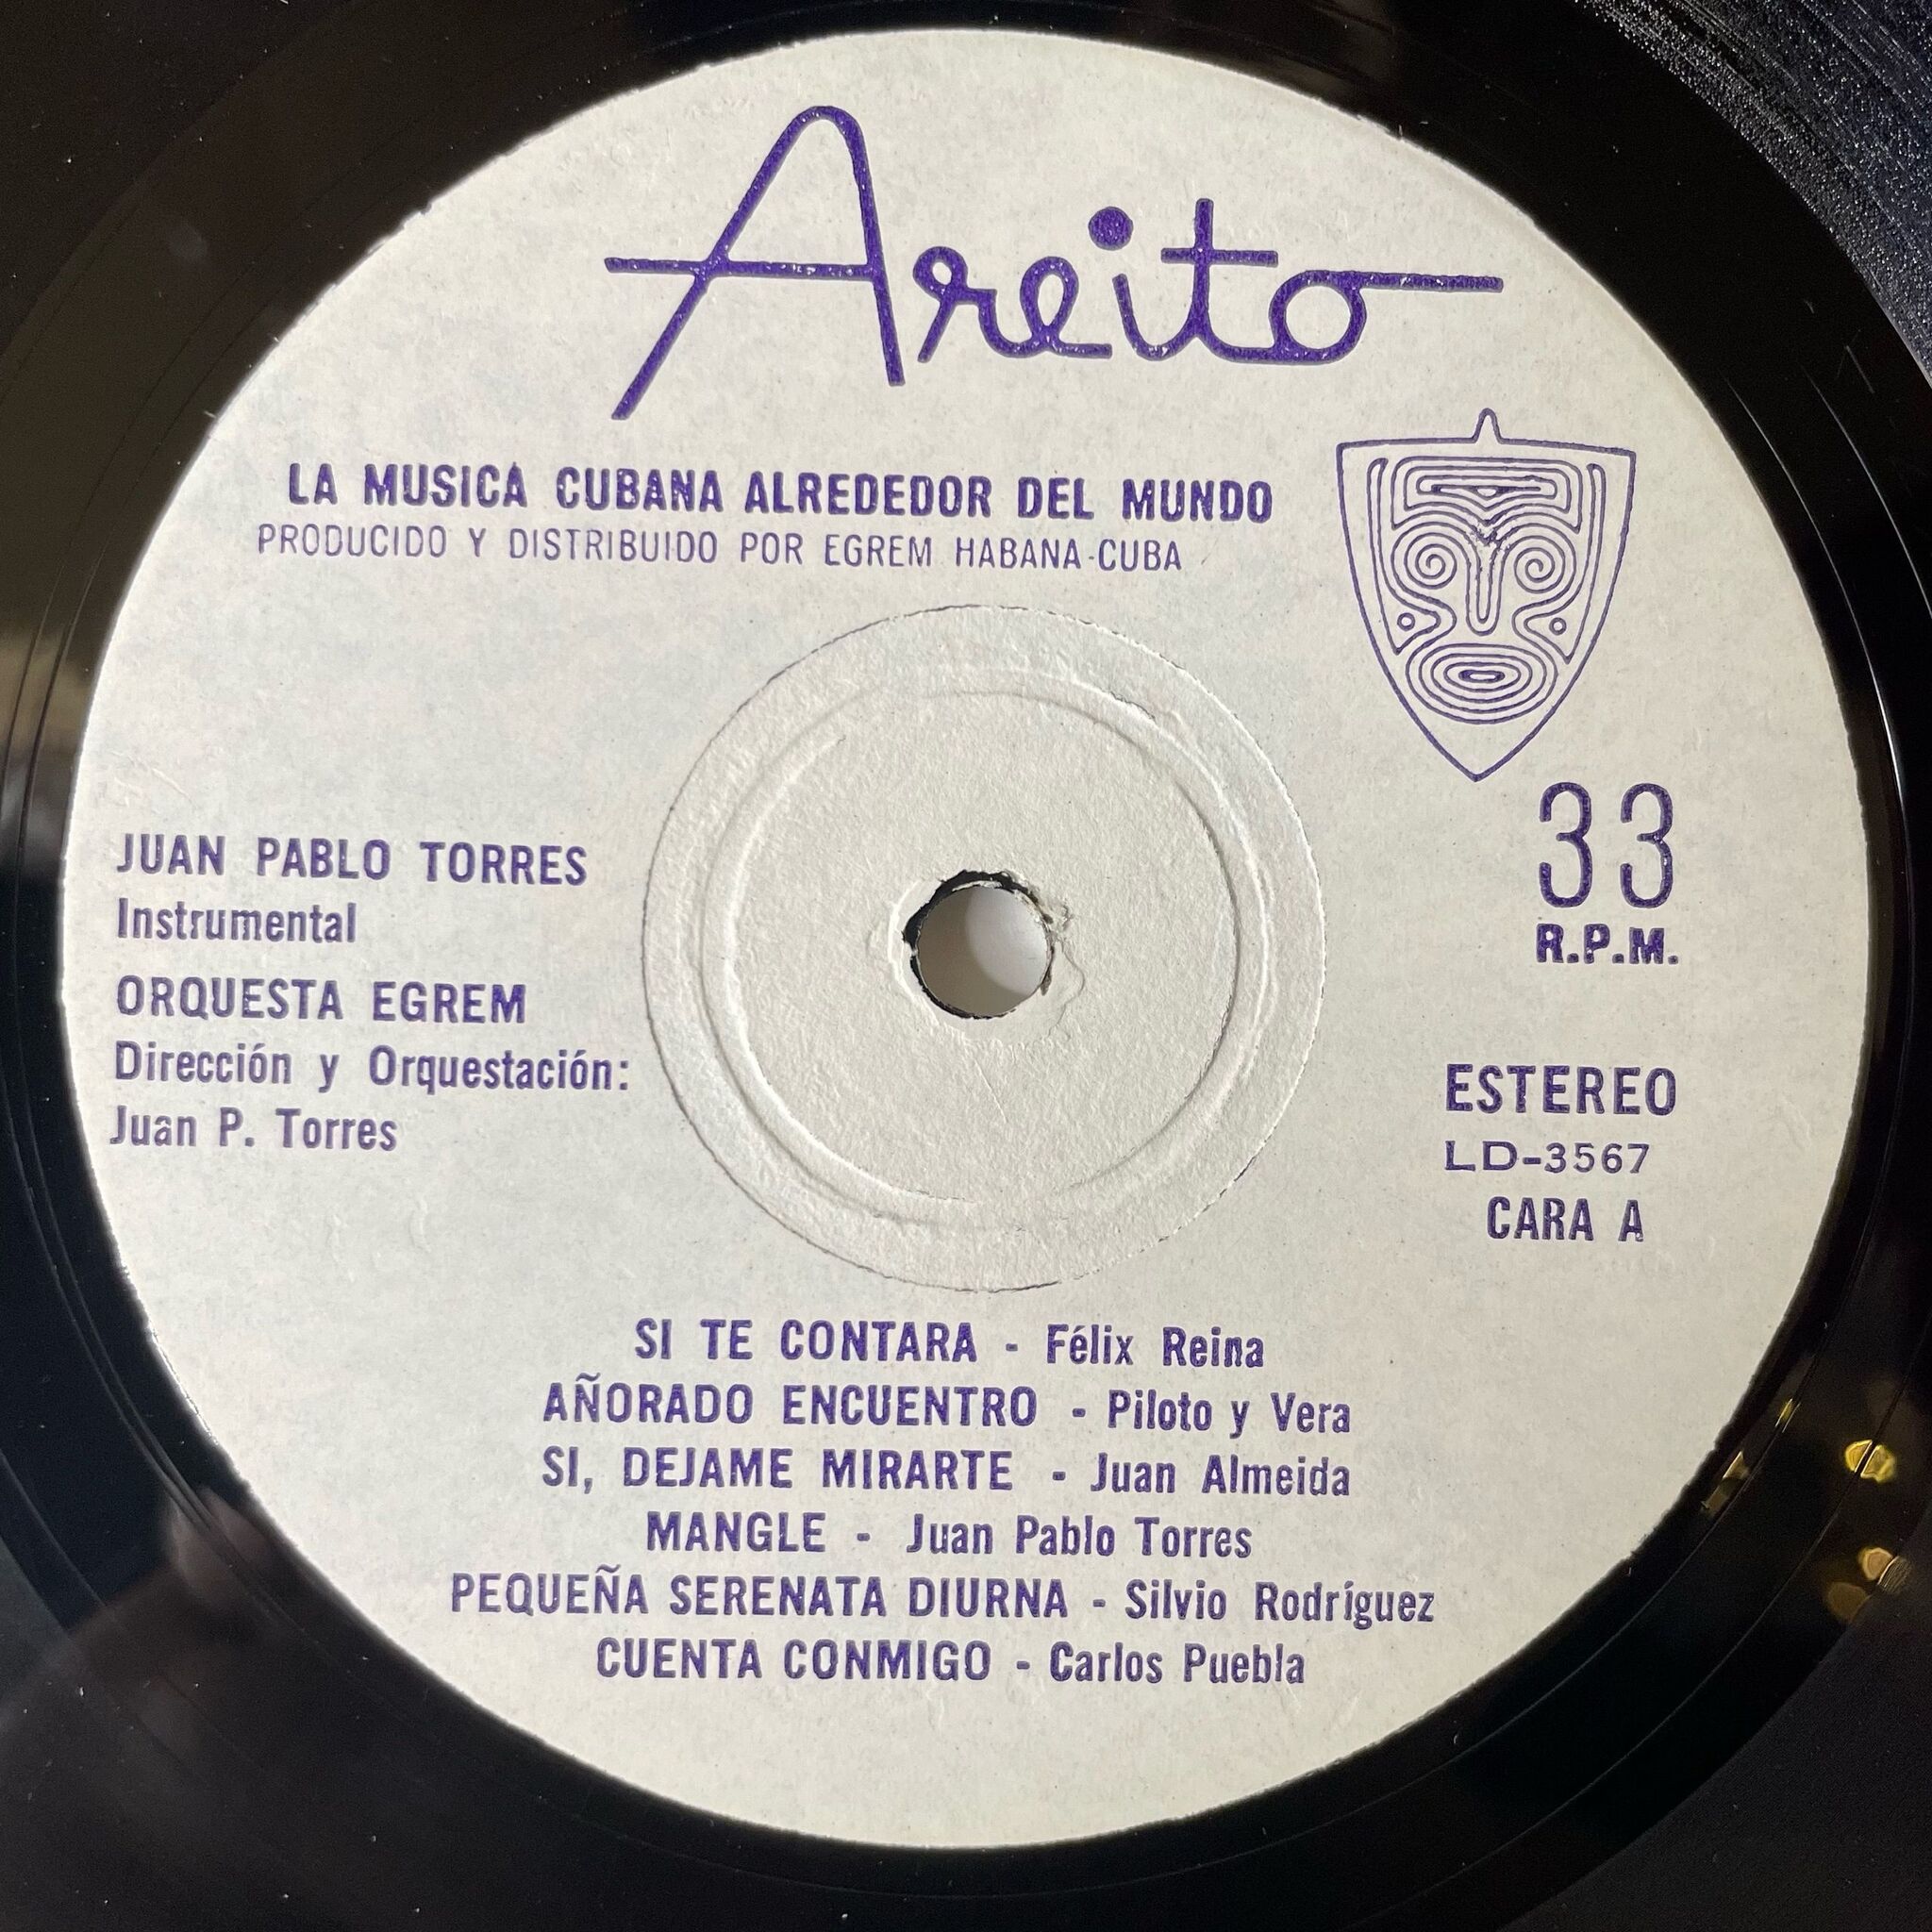 Areito
LA MUSICA CUBANA ALREDEDOR DEL MUNDO
PRODUCIDO Y DISTRIBUIDO POR EGREM HABANA-CUBA
33
R.P.M.
JUAN PABLO TORRES
Instrumental
ORQUESTA EGREM
Dirección y Orquestación:
Juan P. Torres
ESTEREO
LD-3567
CARA A
SI TE CONTARA - Félix Reina
AÑORADO ENCUENTRO - Piloto y Vera
SI, DEJAME MIRARTE - Juan Almeida
MANGLE - Juan Pablo Torres
PEQUEÑA SERENATA DIURNA - Silvio Rodríguez
CUENTA CONMIGO - Carlos Puebla